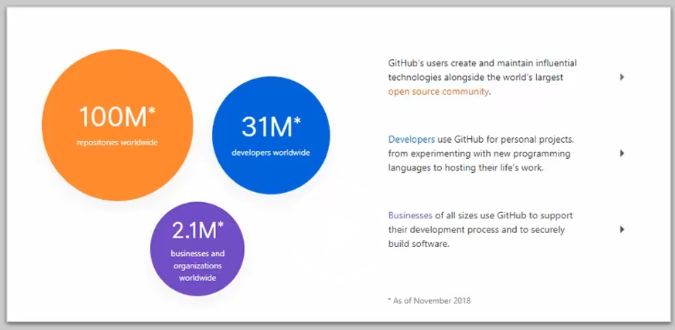 100M*
repositories worldwide
31M*
developers worldwide
2.1M*
businesses and
organizations
worldwide
GitHub's users create and maintain influential
technologies alongside the world's largest
open source community.
Developers use GitHub for personal projects,
from experimenting with new programming
languages to hosting their life's work.
Businesses of all sizes use GitHub to support
their development process and to securely
build software.
* As of November 2018